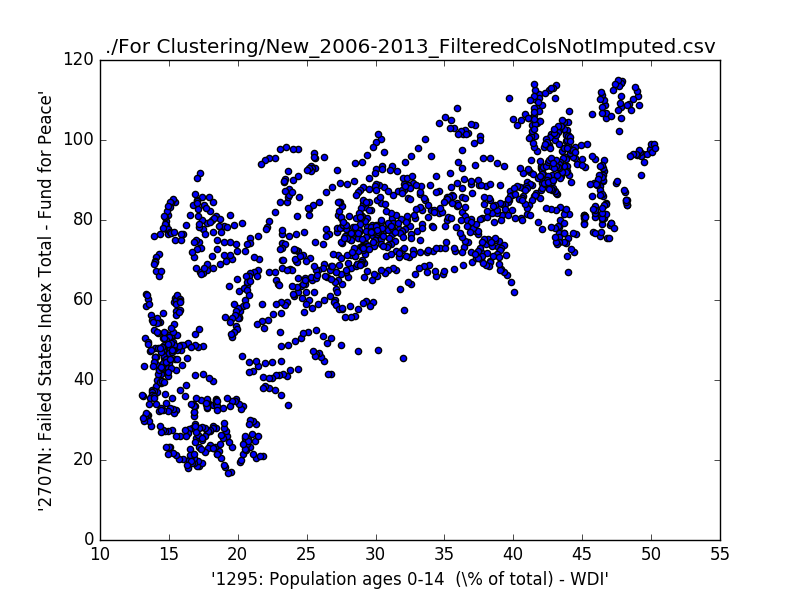 ./For Clustering/New_2006-2013_FilteredColsNotImputed.csv
120
100
80
60
40
20
0
'2707N: Failed States Index Total - Fund for Peace'
10 15 20 25 30 35 40 45 50 55
'1295: Population ages 0-14  (\% of total) - WDI'